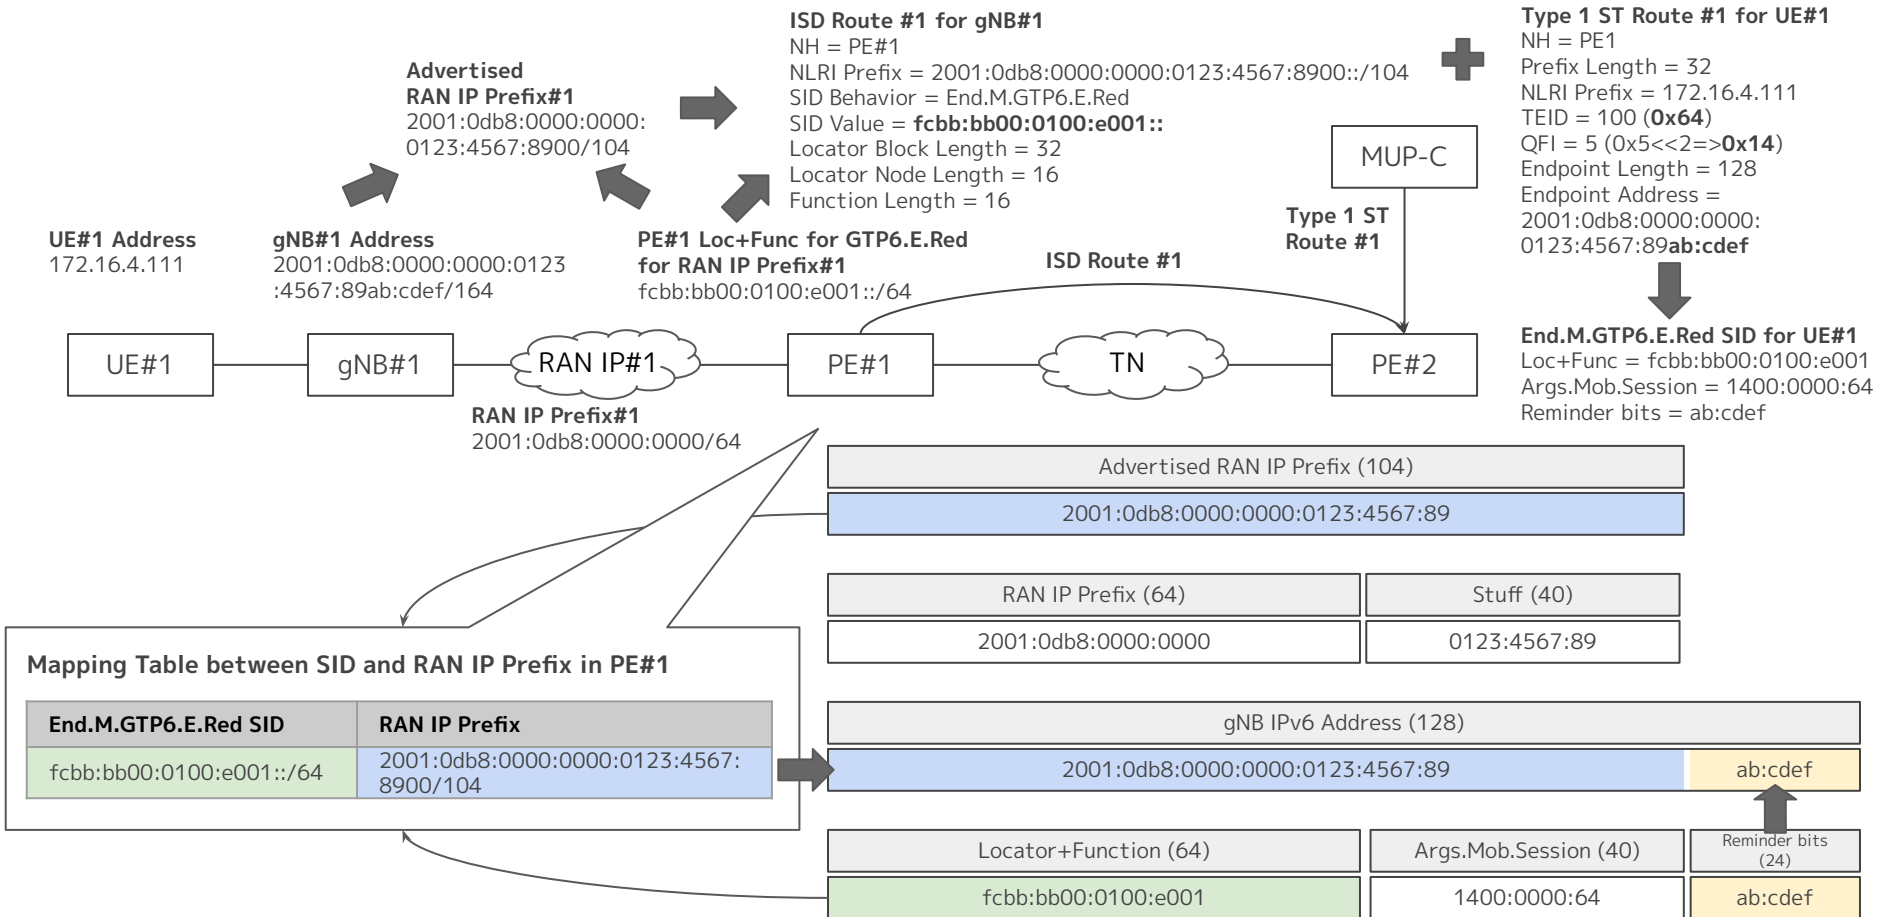 Advertised
RAN IP Prefix#1
2001:0db8:0000:0000:
0123:4567:8900/104
ISD Route #1 for gNB#1
NH = PE#1
NLRI Prefix = 2001:0db8:0000:0000:0123:4567:8900::/104
SID Behavior = End.M.GTP6.E.Red
SID Value = fcbb:bb00:0100:e001::
Locator Block Length = 32
Locator Node Length = 16
Function Length = 16
Type 1 ST Route #1 for UE#1
NH = PE1
Prefix Length = 32
NLRI Prefix = 172.16.4.111
TEID = 100 (0x64)
QFI = 5 (0x5<<2=>0x14)
Endpoint Length = 128
Endpoint Address =
2001:0db8:0000:0000:
0123:4567:89ab:cdef
MUP-C
Type 1 ST
Route #1
UE#1 Address
172.16.4.111
gNB#1 Address
2001:0db8:0000:0000:0123
:4567:89ab:cdef/164
PE#1 Loc+Func for GTP6.E.Red
for RAN IP Prefix#1
fcbb:bb00:0100:e001::/64
ISD Route #1
End.M.GTP6.E.Red SID for UE#1
Loc+Func = fcbb:bb00:0100:e001
Args.Mob.Session = 1400:0000:64
Reminder bits = ab:cdef
UE#1
gNB#1
RAN IP#1
PE#1
TN
PE#2
RAN IP Prefix#1
2001:0db8:0000:0000/64
Advertised RAN IP Prefix (104)
2001:0db8:0000:0000:0123:4567:89
RAN IP Prefix (64)
Stuff (40)
2001:0db8:0000:0000
0123:4567:89
Mapping Table between SID and RAN IP Prefix in PE#1
End.M.GTP6.E.Red SID
RAN IP Prefix
fcbb:bb00:0100:e001::/64
2001:0db8:0000:0000:0123:4567:
8900/104
gNB IPv6 Address (128)
2001:0db8:0000:0000:0123:4567:89
ab:cdef
Locator+Function (64)
Args.Mob.Session (40)
Reminder bits
(24)
fcbb:bb00:0100:e001
1400:0000:64
ab:cdef